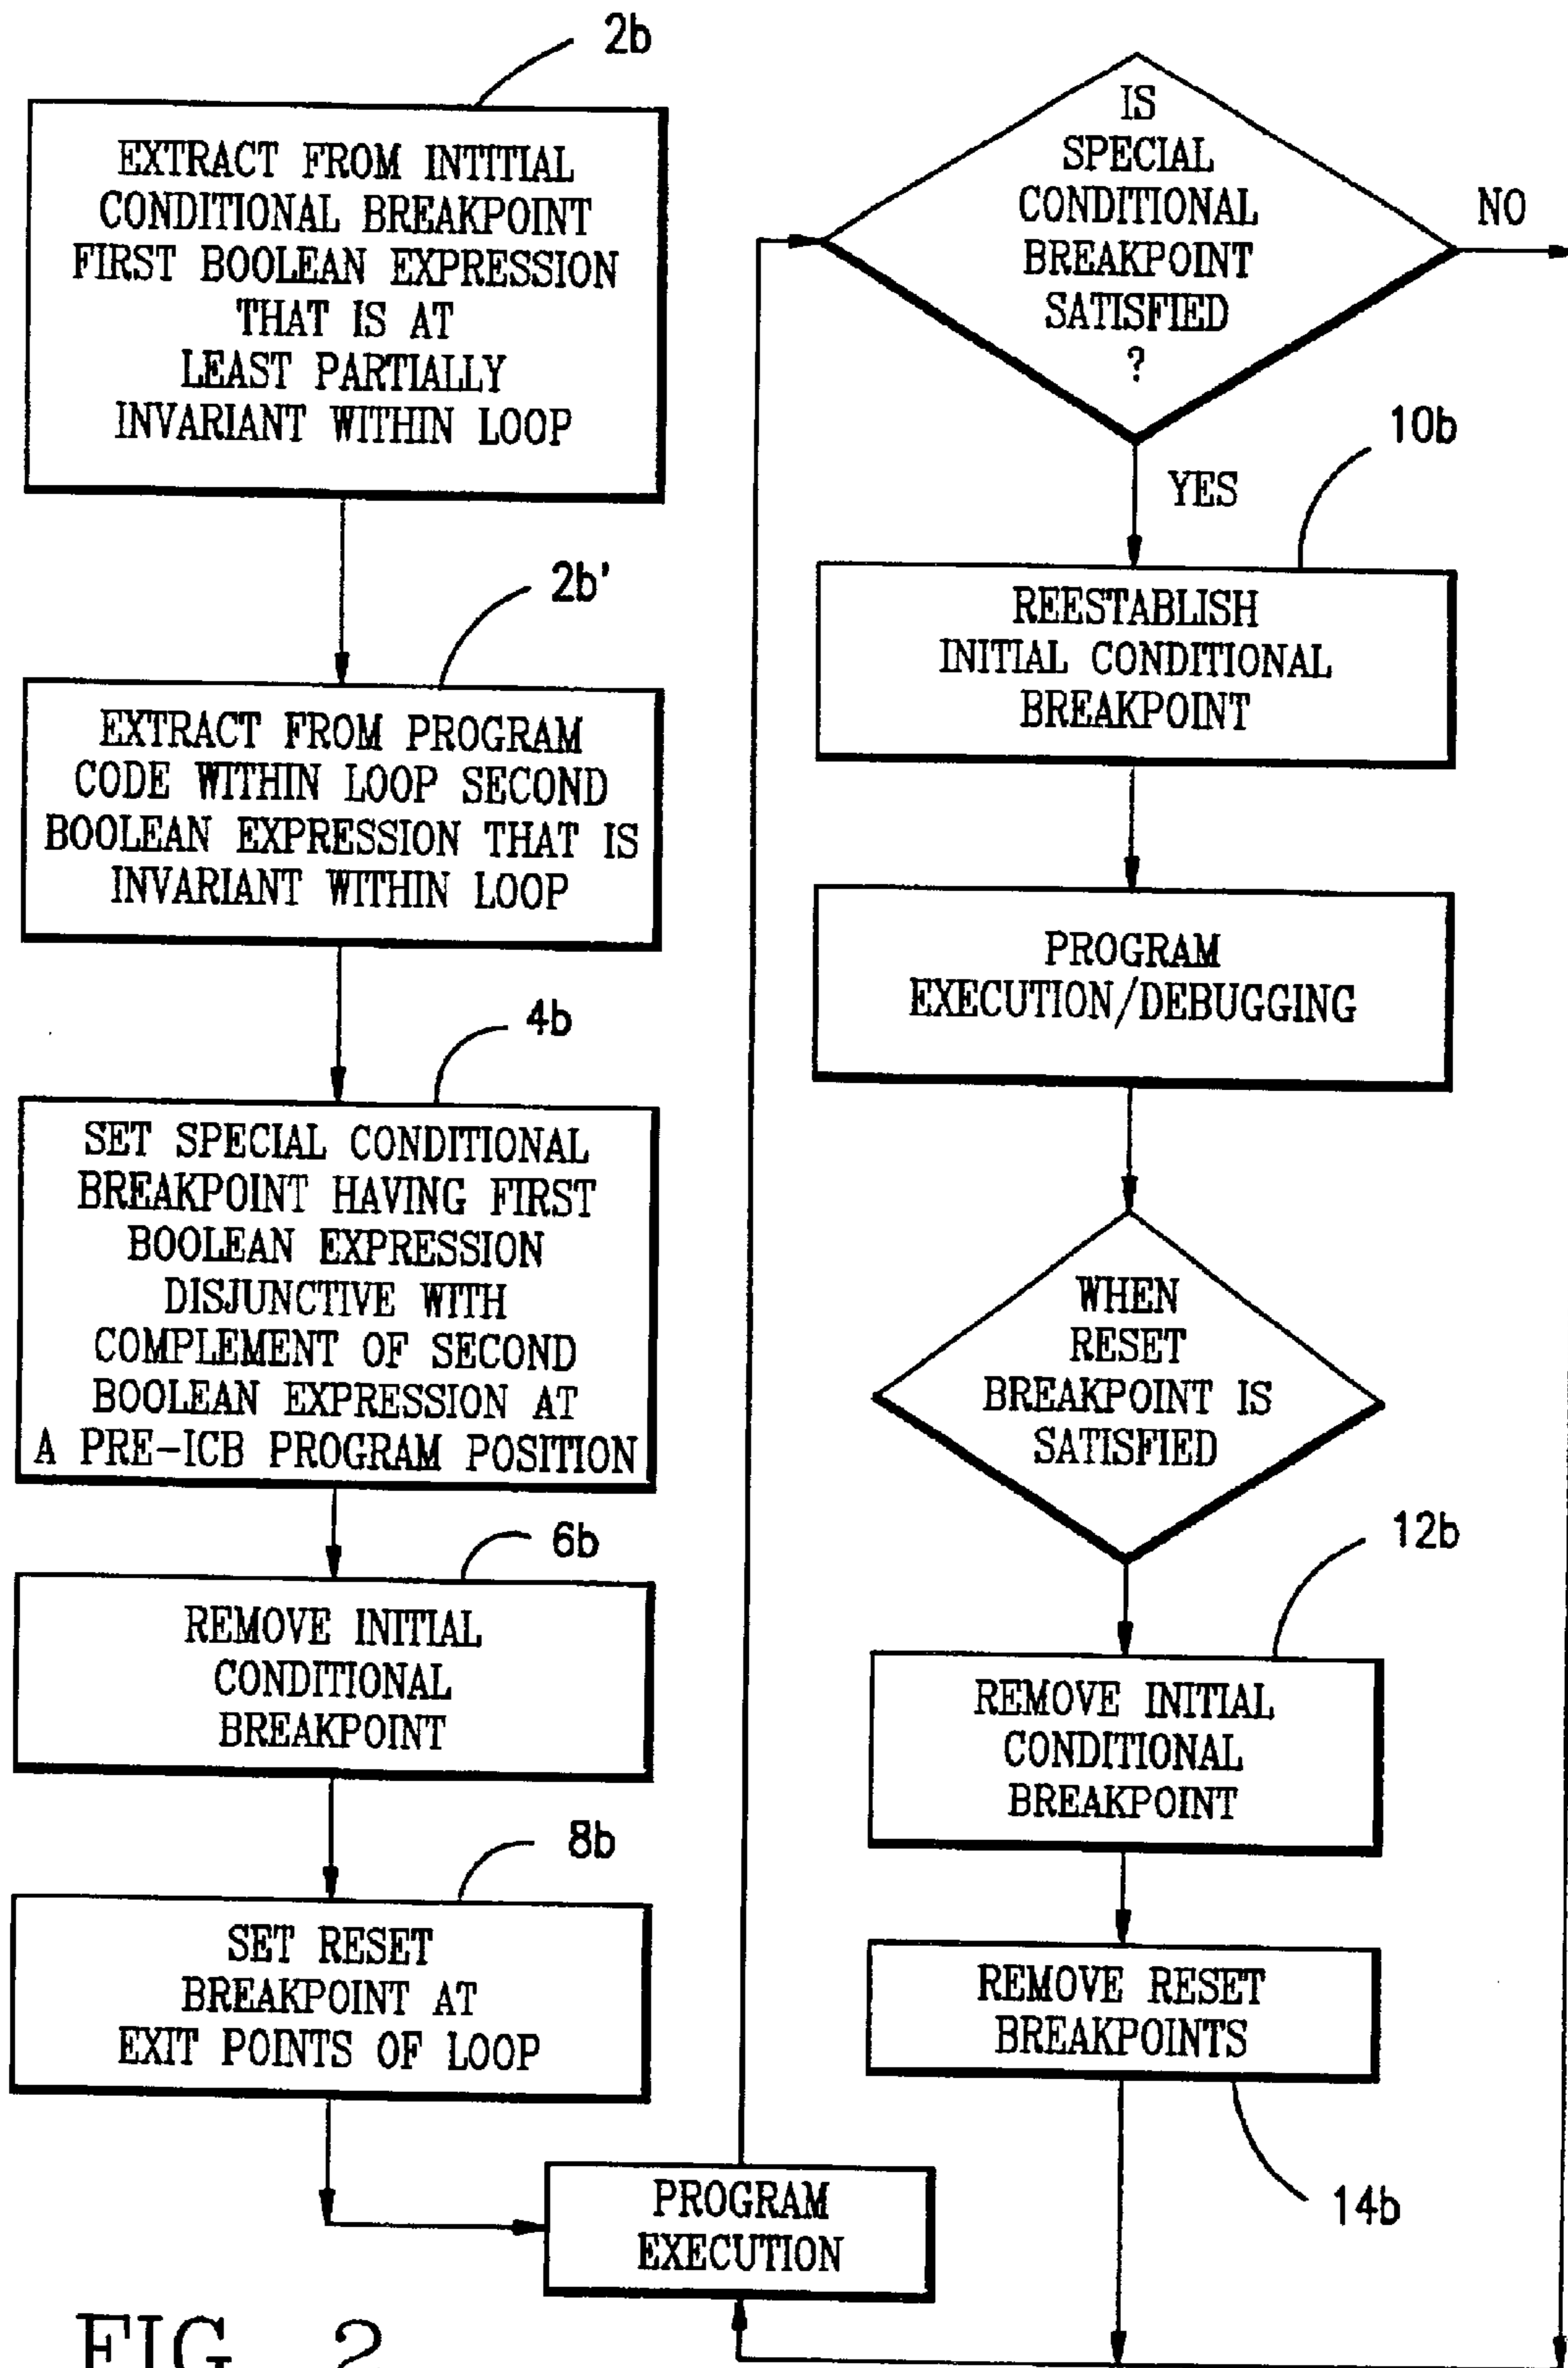 2b
EXTRACT FROM INTITIAL
CONDITIONAL BREAKPOINT
FIRST BOOLEAN EXPRESSION
THAT IS AT
LEAST PARTIALLY
INVARIANT WITHIN LOOP
2b'
EXTRACT FROM PROGRAM
CODE WITHIN LOOP SECOND
BOOLEAN EXPRESSION THAT IS
INVARIANT WITHIN LOOP
4b
SET SPECIAL CONDITIONAL
BREAKPOINT HAVING FIRST
BOOLEAN EXPRESSION
DISJUNCTIVE WITH
COMPLEMENT OF SECOND
BOOLEAN EXPRESSION AT
A PRE-ICB PROGRAM POSITION
6b
REMOVE INITIAL
CONDITIONAL
BREAKPOINT
8b
SET RESET
BREAKPOINT AT
EXIT POINTS OF LOOP
PROGRAM
EXECUTION
IS
SPECIAL
CONDITIONAL
BREAKPOINT
SATISFIED
?
NO
YES
10b
REESTABLISH
INITIAL CONDITIONAL
BREAKPOINT
PROGRAM
EXECUTION/DEBUGGING
WHEN
RESET
BREAKPOINT IS
SATISFIED
12b
REMOVE INITIAL
CONDITIONAL
BREAKPOINT
REMOVE RESET
BREAKPOINTS
14b
FIG. 2